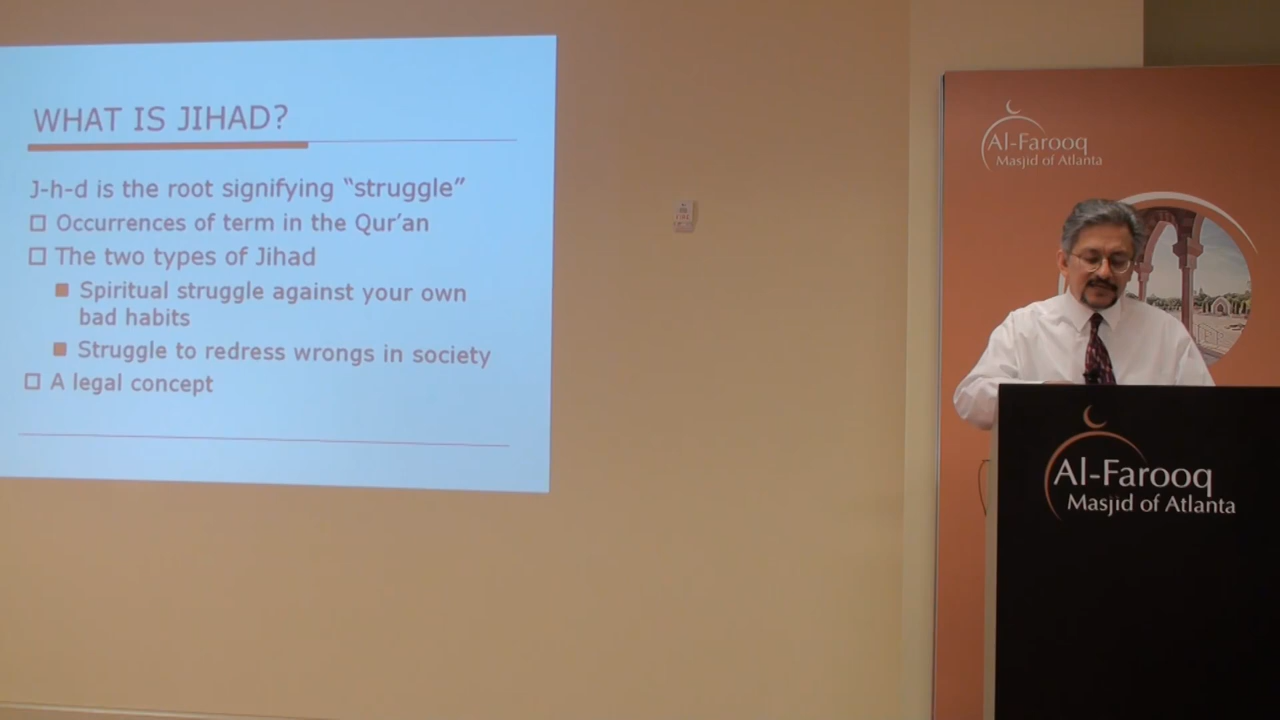 WHAT IS JIHAD?
J-h-d is the root signifying “struggle”
Occurrences of term in the Qur’an
The two types of Jihad
Spiritual struggle against your own
bad habits
Struggle to redress wrongs in society
A legal concept
FIRE
Al-Farooq
Masjid of Atlanta
Al-Farooq
Masjid of Atlanta